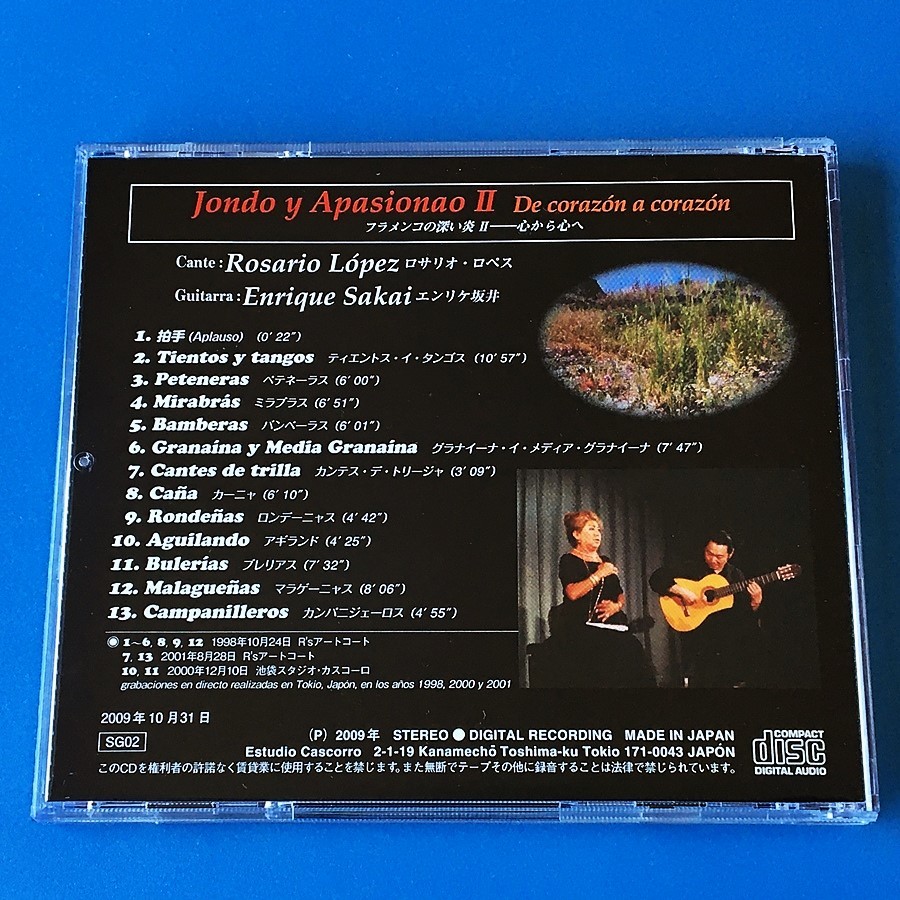 Jondo y Apasionao II De corazón a corazón
フラメンコの深い炎 II――心から心へ
Cante : Rosario López ロサリオ・ロペス
Guitarra : Enrique Sakai エンリケ坂井
1. 拍手 (Aplauso) (0' 22")
2. Tientos y tangos ティエントス・イ・タンゴス (10' 57")
3. Peteneras ペテネーラス (6' 00")
4. Mirabrás ミラブラス (6' 51")
5. Bamberas バンベーラス (6' 01")
6. Granaína y Media Granaína グラナイーナ・イ・メディア・グラナイーナ (7' 47")
7. Cantes de trilla カンテス・デ・トリージャ (3' 09")
8. Caña カーニャ (6' 10")
9. Rondeñas ロンデーニャス (4' 42")
10. Aguilando アギランド (4' 25")
11. Bulerías ブレリアス (7' 32")
12. Malagueñas マラゲーニャス (8' 06")
13. Campanilleros カンパニジェーロス (4' 55")
◉ 1~6, 8, 9, 12 1998年10月24日 R'sアートコート
7, 13 2001年8月28日 R'sアートコート
10, 11 2000年12月10日 池袋スタジオ・カスコーロ
grabaciones en directo realizadas en Tokio, Japón, en los años 1998, 2000 y 2001
2009年10月31日
SG02
(P) 2009年 STEREO ● DIGITAL RECORDING MADE IN JAPAN
Estudio Cascorro 2-1-19 Kanamechō Toshima-ku Tokio 171-0043 JAPÓN
このCDを権利者の許諾なく賃貸業に使用することを禁じます。また無断でテープその他に録音することは法律で禁じられています。
COMPACT
disc
DIGITAL AUDIO